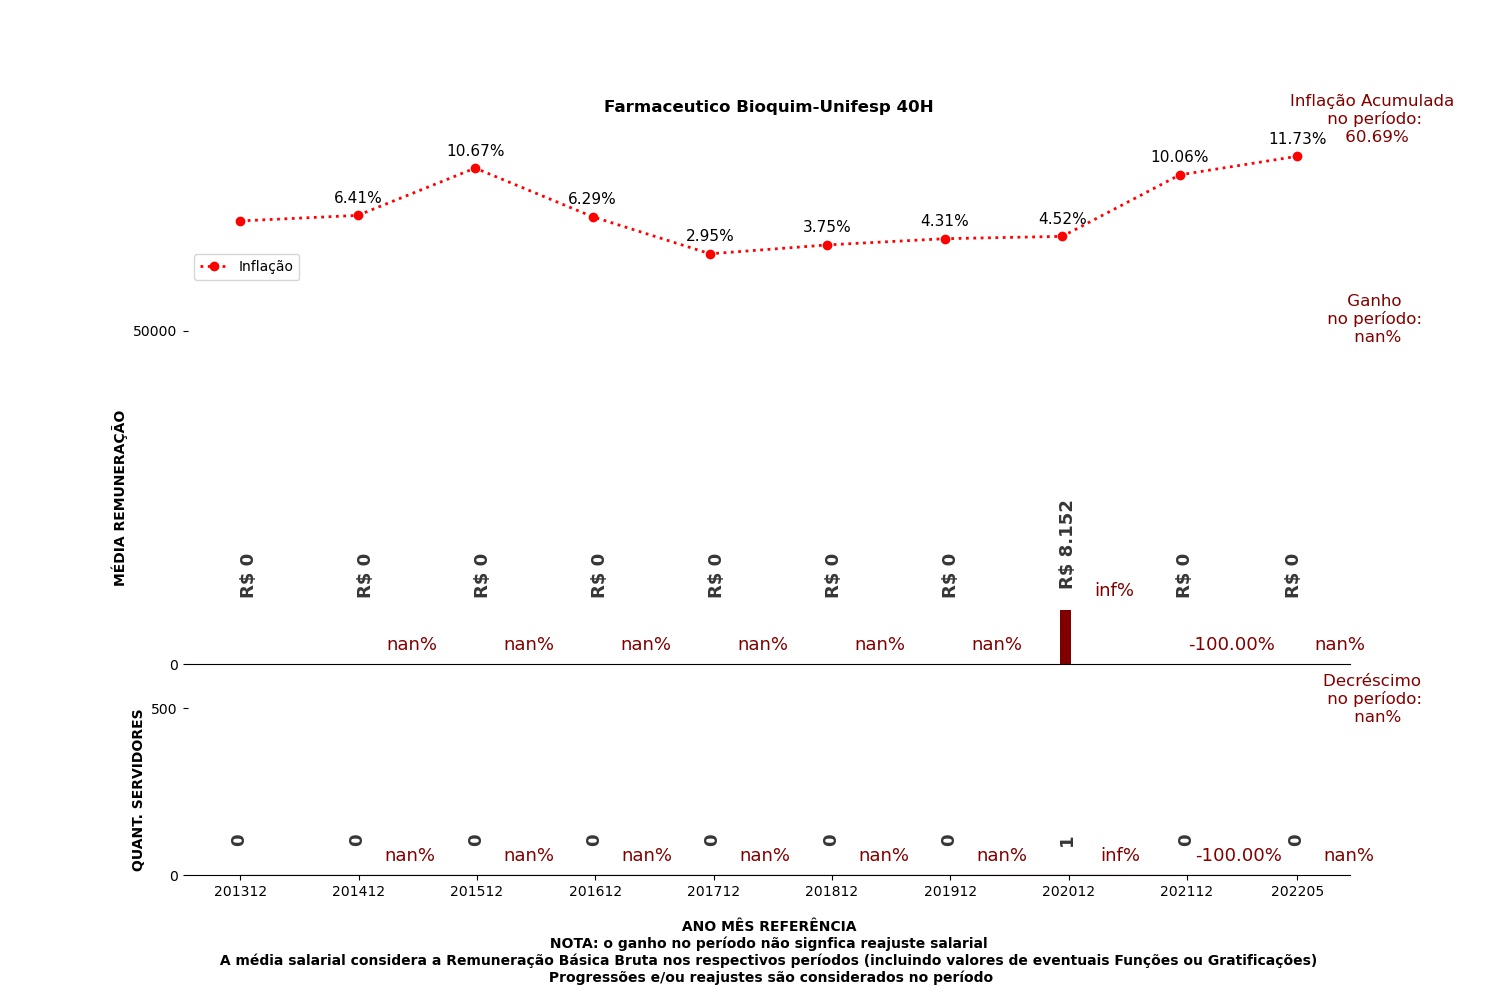 Farmaceutico Bioquim-Unifesp 40H
Inflação Acumulada
no período:
60.69%
6.41%
10.67%
6.29%
2.95%
3.75%
4.31%
4.52%
10.06%
11.73%
Inflação
Ganho
no período:
nan%
50000
0
MÉDIA REMUNERAÇÃO
R$ 0
R$ 0
R$ 0
R$ 0
R$ 0
R$ 0
R$ 0
R$ 8.152
R$ 0
R$ 0
nan%
nan%
nan%
nan%
nan%
nan%
inf%
-100.00%
nan%
Decréscimo
no período:
nan%
500
0
QUANT. SERVIDORES
0
0
0
0
0
0
0
1
0
0
nan%
nan%
nan%
nan%
nan%
nan%
inf%
-100.00%
nan%
201312
201412
201512
201612
201712
201812
201912
202012
202112
202205
ANO MÊS REFERÊNCIA
NOTA: o ganho no período não signfica reajuste salarial
A média salarial considera a Remuneração Básica Bruta nos respectivos períodos (incluindo valores de eventuais Funções ou Gratificações)
Progressões e/ou reajustes são considerados no período